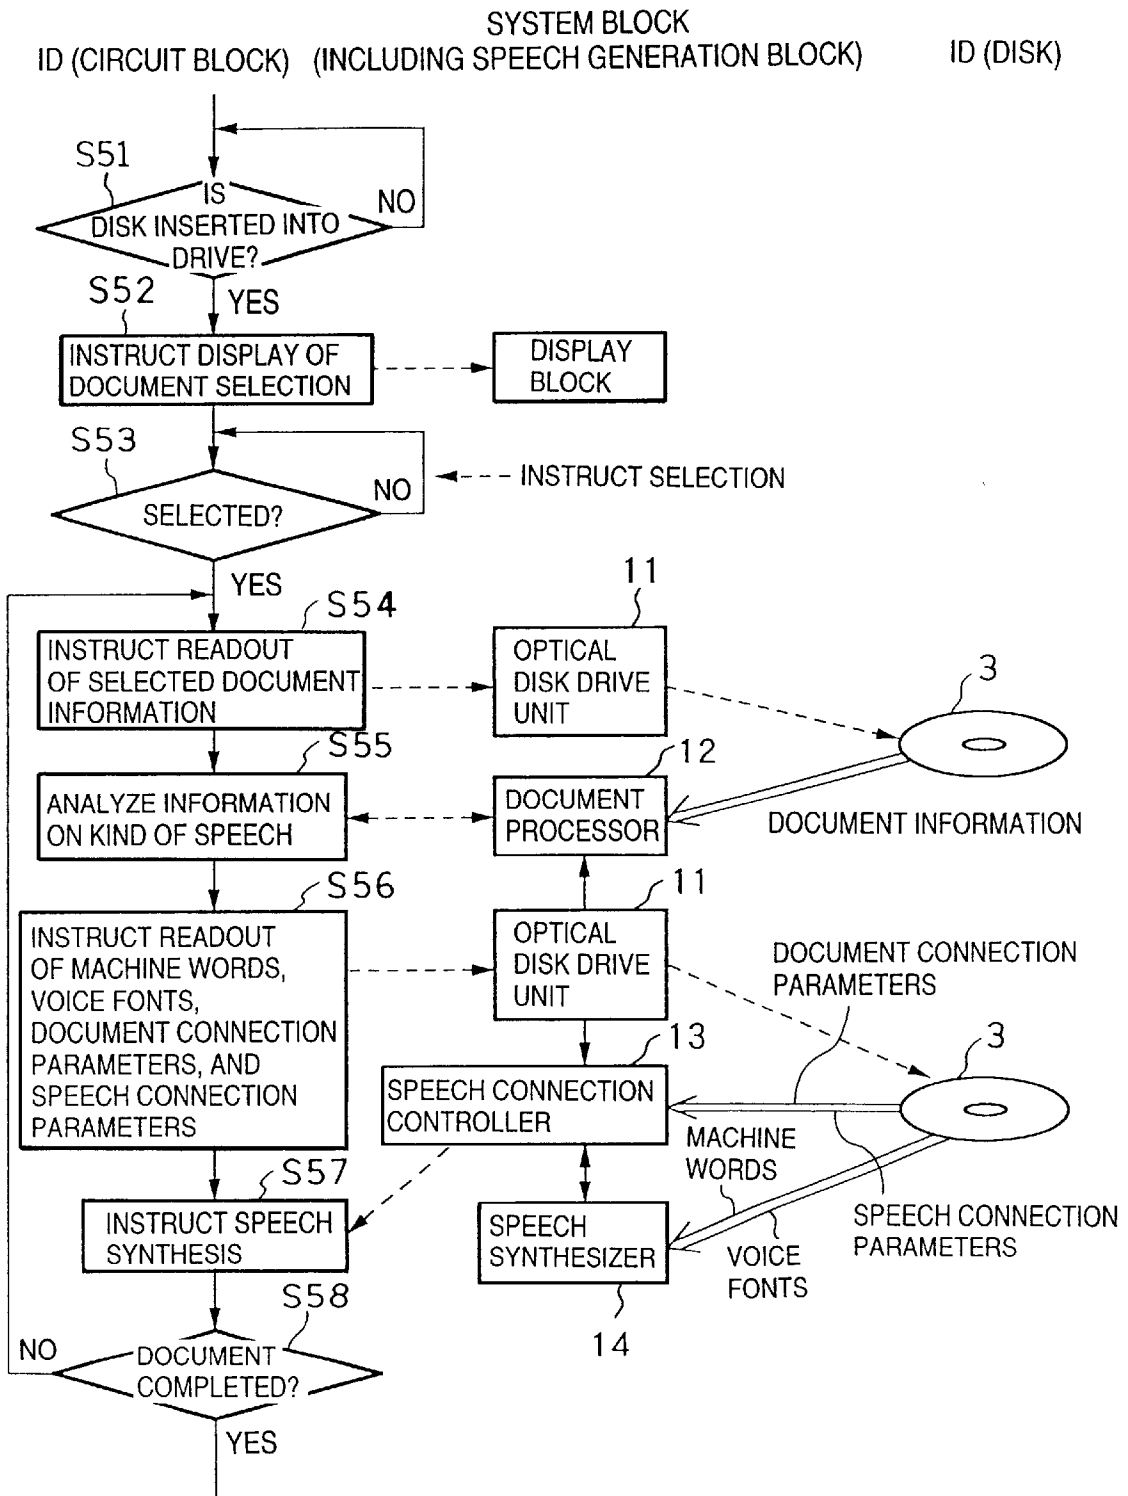 SYSTEM BLOCK
ID (CIRCUIT BLOCK) (INCLUDING SPEECH GENERATION BLOCK) ID (DISK)
S51
IS
DISK INSERTED INTO
DRIVE?
NO
YES
S52
INSTRUCT DISPLAY OF
DOCUMENT SELECTION
DISPLAY
BLOCK
S53
SELECTED?
NO
INSTRUCT SELECTION
YES
S54
INSTRUCT READOUT
OF SELECTED DOCUMENT
INFORMATION
11
OPTICAL
DISK DRIVE
UNIT
3
S55
ANALYZE INFORMATION
ON KIND OF SPEECH
12
DOCUMENT
PROCESSOR
DOCUMENT INFORMATION
S56
INSTRUCT READOUT
OF MACHINE WORDS,
VOICE FONTS,
DOCUMENT CONNECTION
PARAMETERS, AND
SPEECH CONNECTION
PARAMETERS
11
OPTICAL
DISK DRIVE
UNIT
DOCUMENT CONNECTION
PARAMETERS
13
SPEECH CONNECTION
CONTROLLER
3
MACHINE
WORDS
S57
INSTRUCT SPEECH
SYNTHESIS
SPEECH
SYNTHESIZER
14
VOICE
FONTS
SPEECH CONNECTION
PARAMETERS
S58
DOCUMENT
COMPLETED?
NO
YES